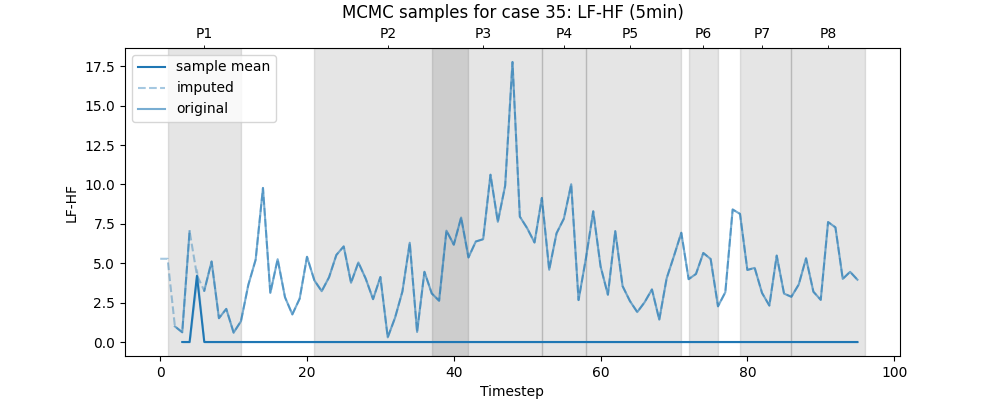 MCMC samples for case 35: LF-HF (5min)
P1 P2 P3 P4 P5 P6 P7 P8
sample mean
imputed
original
17.5
15.0
12.5
10.0
7.5
5.0
2.5
0.0
LF-HF
0 20 40 60 80 100
Timestep